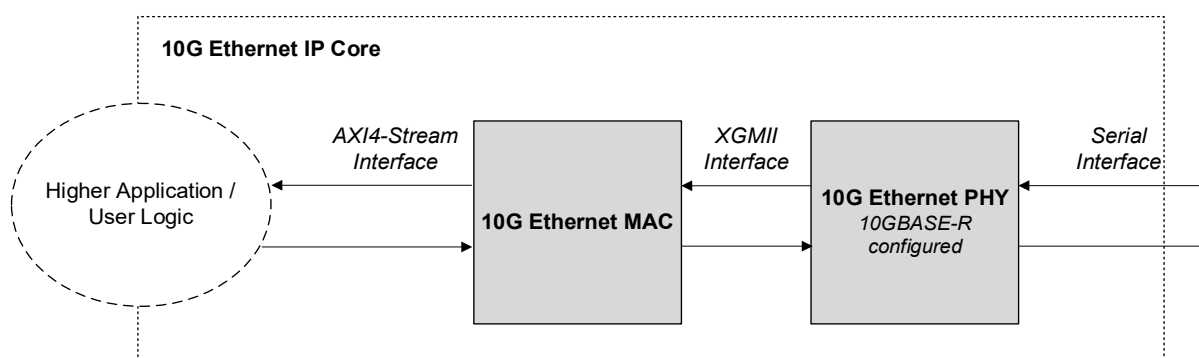 10G Ethernet IP Core
AXI4-Stream
Interface
XGMII
Interface
Serial
Interface
Higher Application /
User Logic
10G Ethernet MAC
10G Ethernet PHY
10GBASE-R
configured